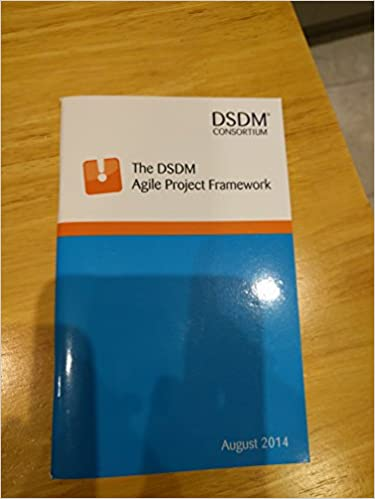 DSDM®
CONSORTIUM
The DSDM
Agile Project Framework
August 2014